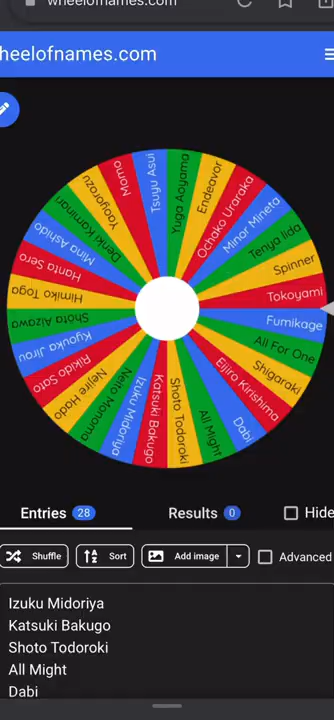 wheelofnames.com
heelofnames.com
Tsuyu Asui
Yuga Aoyama
Endeavor
Ochako Uraraka
Minor Mineta
Tenya Iida
Spinner
Tokoyami
Fumikage
All For One
Shigaraki
Eijiro Kirishima
Dabi
All Might
Shoto Todoroki
Katsuki Bakugo
Izuku Midoriya
Neito Monoma
Nejire Hado
Rikido Sato
Kyouka Jirou
Shota Aizawa
Himiko Toga
Hanta Sero
Mina Ashido
Denki Kaminari
Yaoyorozu
Momo
Entries 28 Results 0 Hide
Shuffle Sort Add image Advanced
Izuku Midoriya
Katsuki Bakugo
Shoto Todoroki
All Might
Dabi